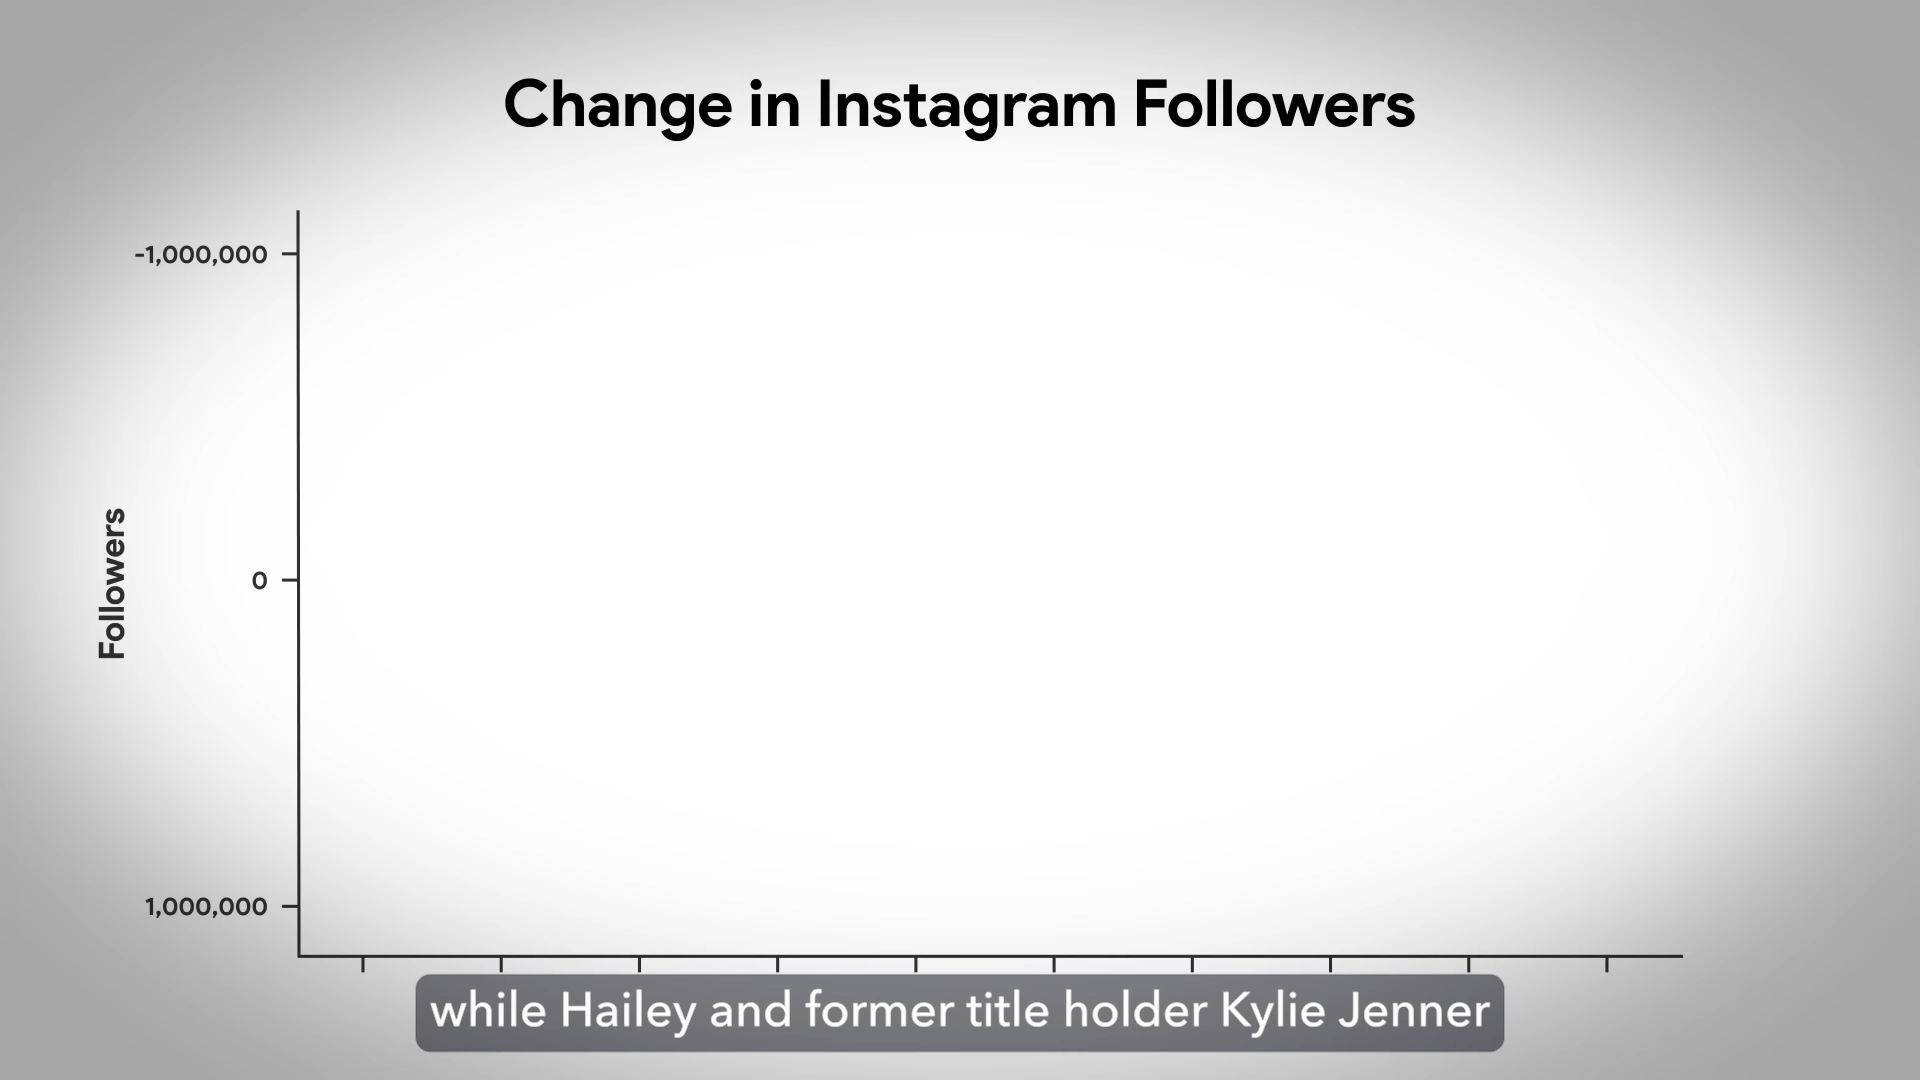 Change in Instagram Followers
-1,000,000
Followers
0
1,000,000
while Hailey and former title holder Kylie Jenner